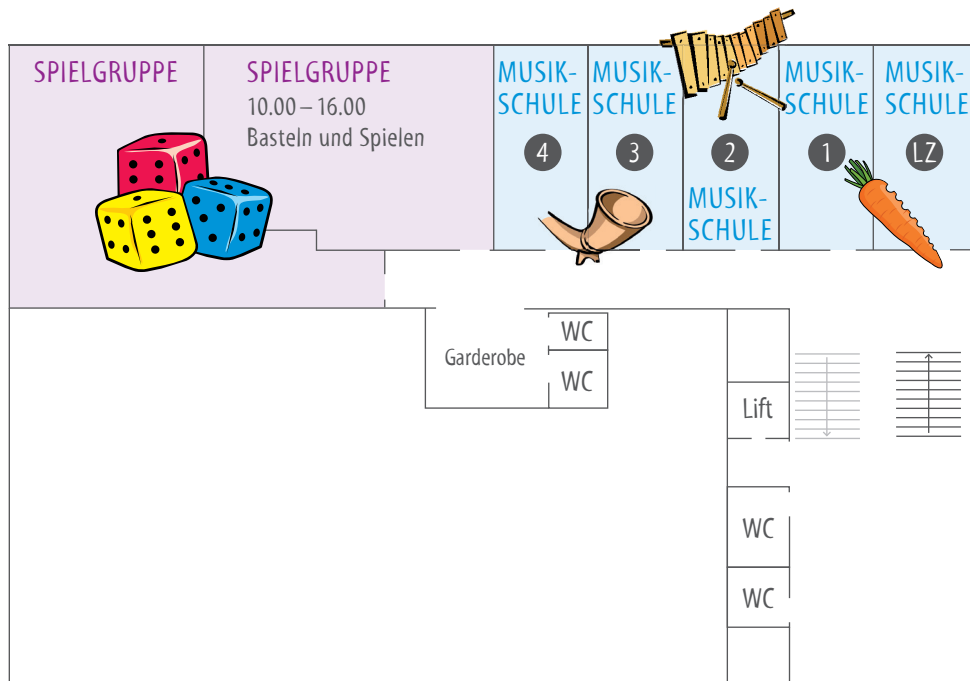 SPIELGRUPPE
SPIELGRUPPE
10.00 – 16.00
Basteln und Spielen
MUSIK-
SCHULE
4
MUSIK-
SCHULE
3
2
MUSIK-
SCHULE
MUSIK-
SCHULE
1
MUSIK-
SCHULE
LZ
Garderobe
WC
WC
Lift
WC
WC